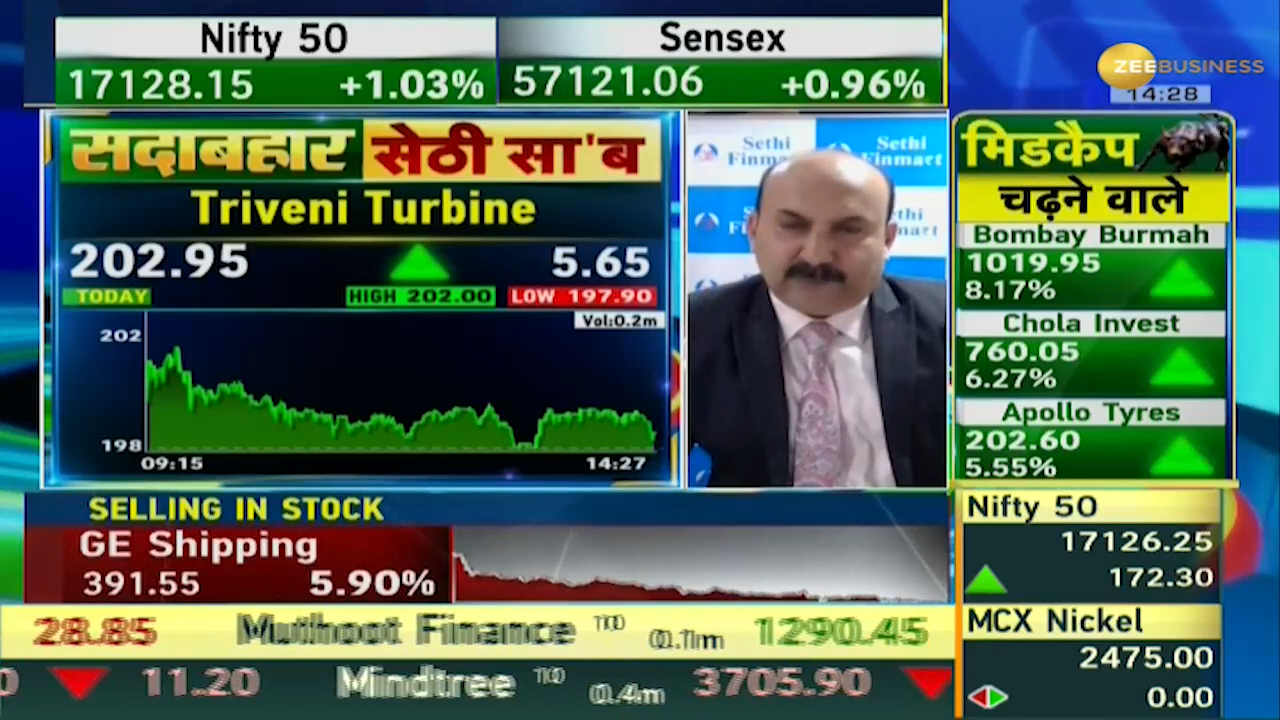 Nifty 50
17128.15 +1.03%
Sensex
57121.06 +0.96%
ZEEBUSINESS
14:28
सदाबहार सेठी सा'ब
Triveni Turbine
202.95 5.65
TODAY HIGH 202.00 LOW 197.90
Vol:0.2m
202
198
09:15 14:27
Sethi
Finmart
Sethi
Finmart
मिडकैप
चढ़ने वाले
Bombay Burmah
1019.95
8.17%
Chola Invest
760.05
6.27%
Apollo Tyres
202.60
5.55%
SELLING IN STOCK
GE Shipping
391.55 5.90%
Nifty 50
17126.25
172.30
MCX Nickel
2475.00
0.00
28.85 Muthoot Finance 0.11m 1290.45
0 11.20 Mindtree 0.4m 3705.90